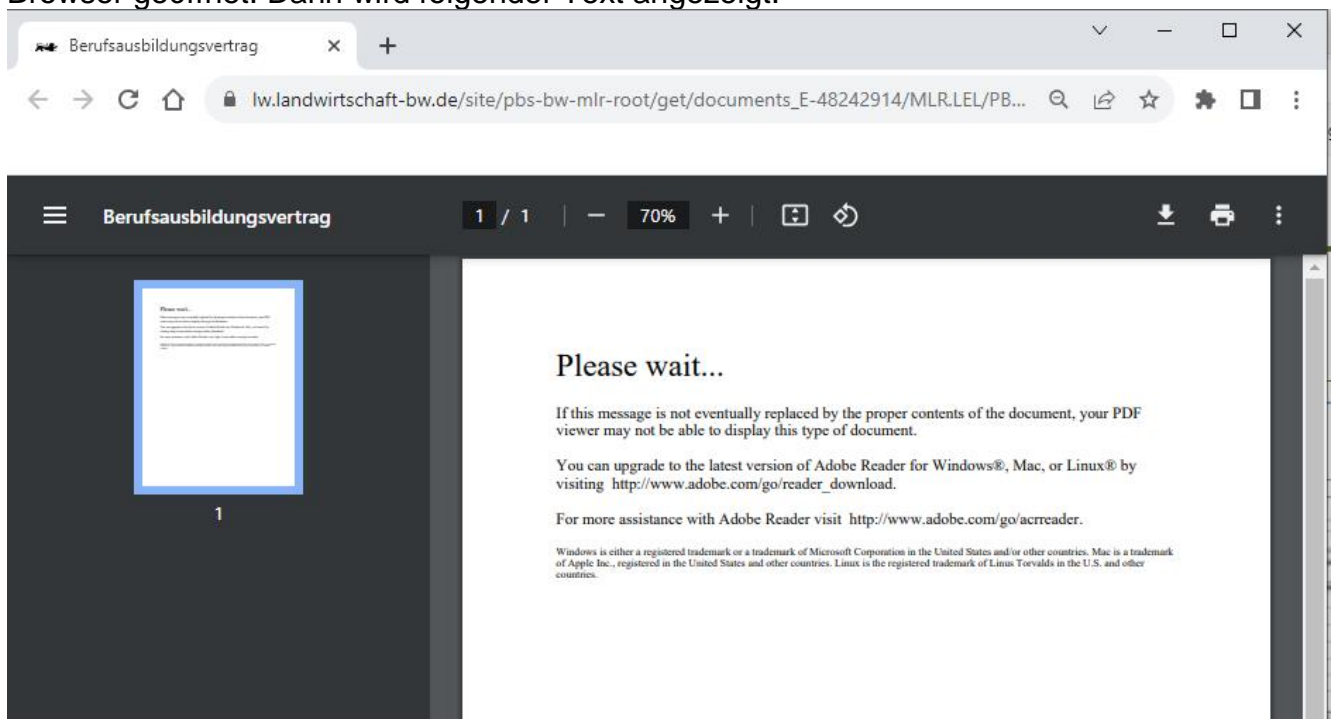 Browser geöffnet. Dann wird folgender Text angezeigt:
Berufsausbildungsvertrag
lw.landwirtschaft-bw.de/site/pbs-bw-mlr-root/get/documents_E-48242914/MLR.LEL/PB...
Berufsausbildungsvertrag 1 / 1 70%
Please wait...
1
Please wait...
If this message is not eventually replaced by the proper contents of the document, your PDF
viewer may not be able to display this type of document.
You can upgrade to the latest version of Adobe Reader for Windows®, Mac, or Linux® by
visiting http://www.adobe.com/go/reader_download.
For more assistance with Adobe Reader visit http://www.adobe.com/go/acrreader.
Windows is either a registered trademark or a trademark of Microsoft Corporation in the United States and/or other countries. Mac is a trademark
of Apple Inc., registered in the United States and other countries. Linux is the registered trademark of Linus Torvalds in the U.S. and other
countries.